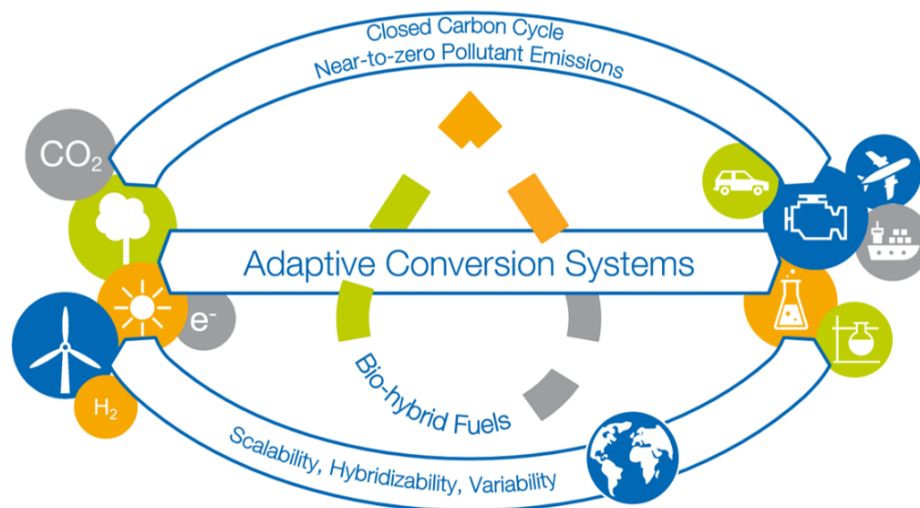 Closed Carbon Cycle
Near-to-zero Pollutant Emissions
CO₂
Adaptive Conversion Systems
e⁻
H₂
Bio-hybrid Fuels
Scalability, Hybridizability, Variability